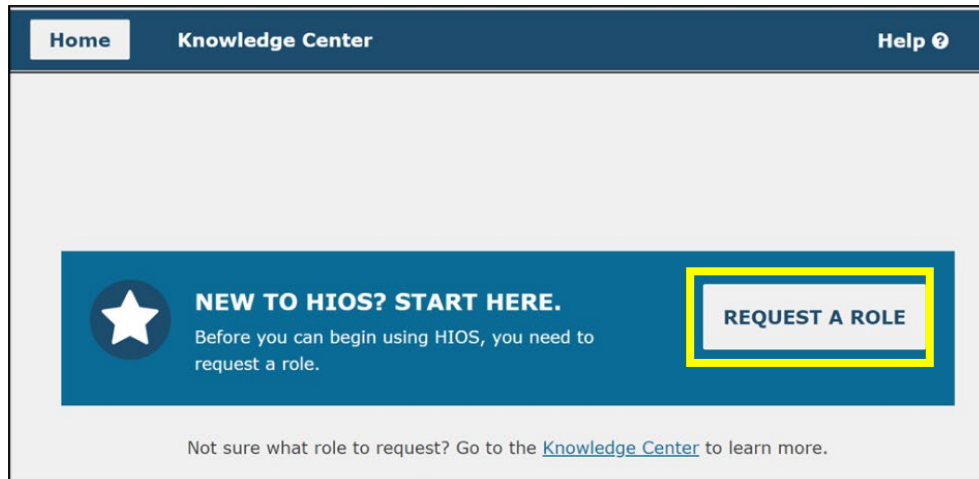 Home Knowledge Center Help ?
NEW TO HIOS? START HERE.
Before you can begin using HIOS, you need to
request a role.
REQUEST A ROLE
Not sure what role to request? Go to the Knowledge Center to learn more.